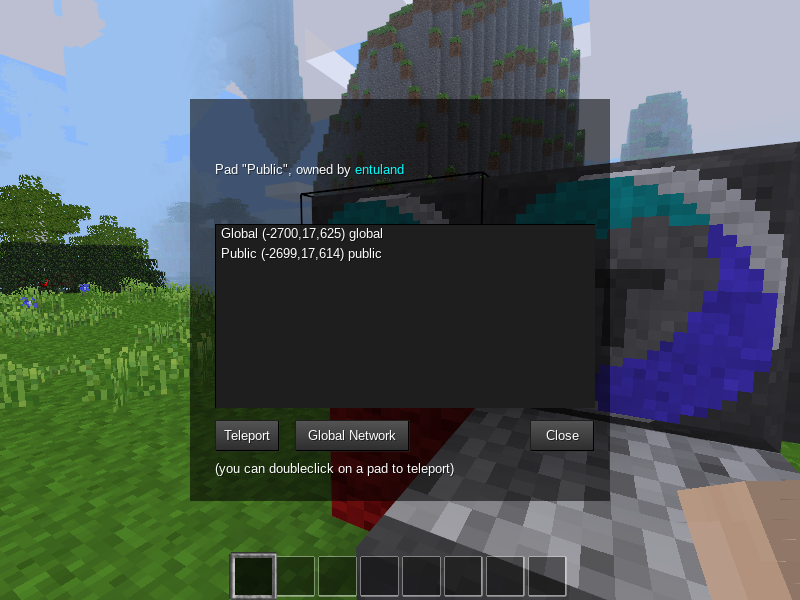 Pad "Public", owned by entuland
Global (-2700,17,625) global
Public (-2699,17,614) public
Teleport
Global Network
Close
(you can doubleclick on a pad to teleport)